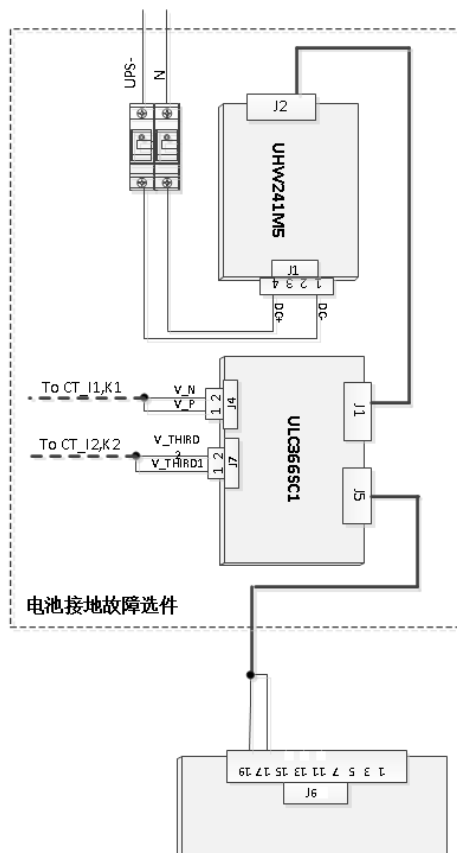 UPS-
N
J2
UHW241M5
J1
4 3 2 1
DC+
DC-
To CT_I1,K1
V_N
V_P
1 2
J4
J1
To CT_I2,K2
V_THIRD
2
V_THIRD1
1 2
J7
ULC366SC1
J5
电池接地故障选件
19 17 15 13 11 9 7 5 3 1
J9